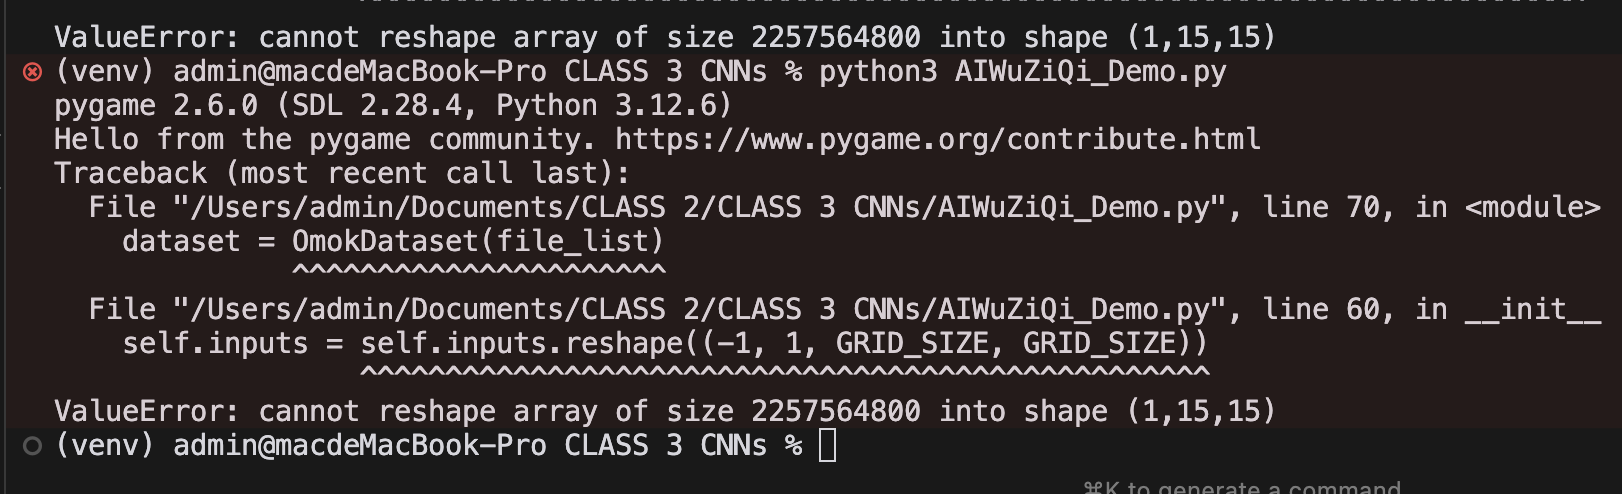 ValueError: cannot reshape array of size 2257564800 into shape (1,15,15)
(venv) admin@macdeMacBook-Pro CLASS 3 CNNs % python3 AIWuZiQi_Demo.py
pygame 2.6.0 (SDL 2.28.4, Python 3.12.6)
Hello from the pygame community. https://www.pygame.org/contribute.html
Traceback (most recent call last):
  File "/Users/admin/Documents/CLASS 2/CLASS 3 CNNs/AIWuZiQi_Demo.py", line 70, in <module>
    dataset = OmokDataset(file_list)
              ^^^^^^^^^^^^^^^^^^^^^^
  File "/Users/admin/Documents/CLASS 2/CLASS 3 CNNs/AIWuZiQi_Demo.py", line 60, in __init__
    self.inputs = self.inputs.reshape((-1, 1, GRID_SIZE, GRID_SIZE))
                  ^^^^^^^^^^^^^^^^^^^^^^^^^^^^^^^^^^^^^^^^^^^^^^^^^^
ValueError: cannot reshape array of size 2257564800 into shape (1,15,15)
(venv) admin@macdeMacBook-Pro CLASS 3 CNNs %
⌘K to generate a command